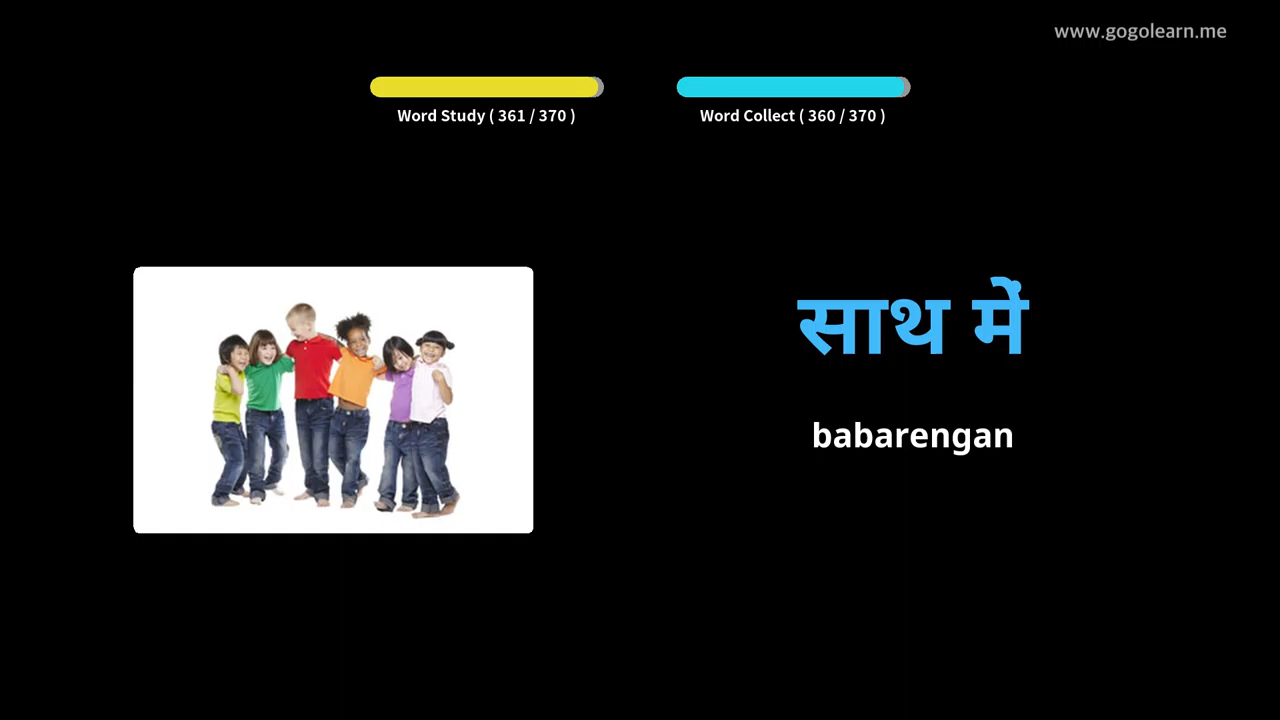 www.gogolearn.me
Word Study ( 361 / 370 )
Word Collect ( 360 / 370 )
साथ में
babarengan